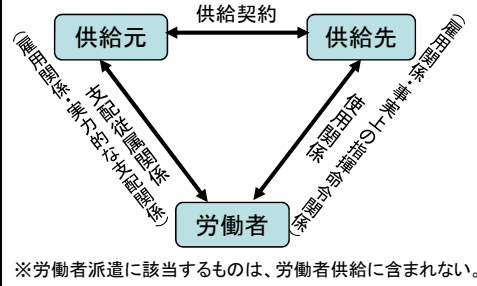 供給契約
供給元
供給先
支配従属関係
(雇用関係・実力的な支配関係)
使用関係
(雇用関係・事実上の指揮命令関係)
労働者
※労働者派遣に該当するものは、労働者供給に含まれない。